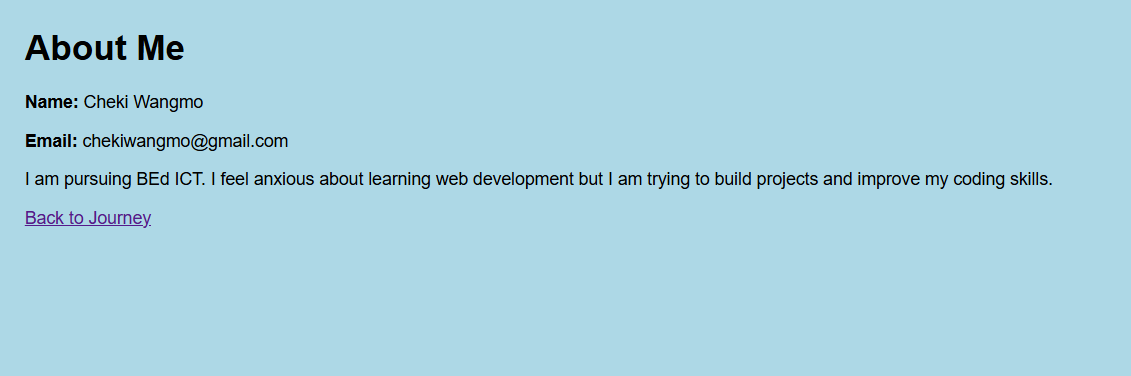 About Me
Name: Cheki Wangmo
Email: chekiwangmo@gmail.com
I am pursuing BEd ICT. I feel anxious about learning web development but I am trying to build projects and improve my coding skills.
Back to Journey